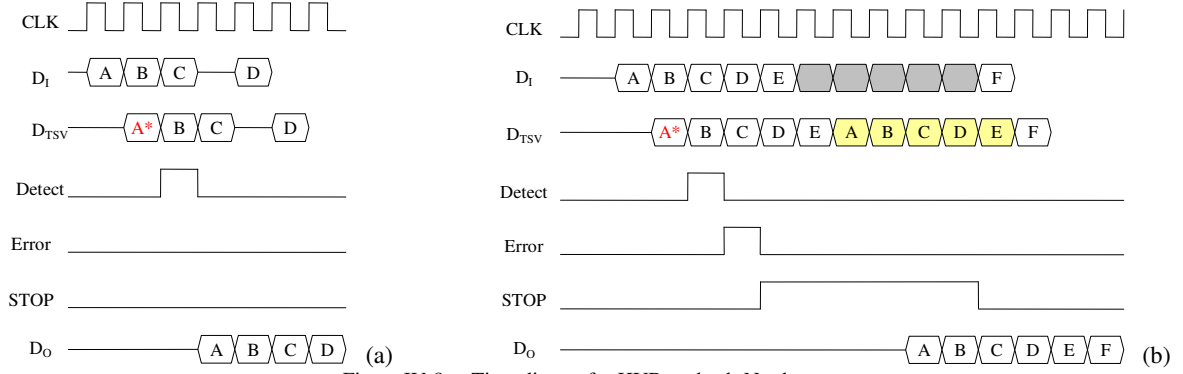 CLK
D_I A B C D
D_TSV A* B C D
Detect
Error
STOP
D_O A B C D (a)
CLK
D_I A B C D E F
D_TSV A* B C D E A B C D E F
Detect
Error
STOP
D_O A B C D E F (b)